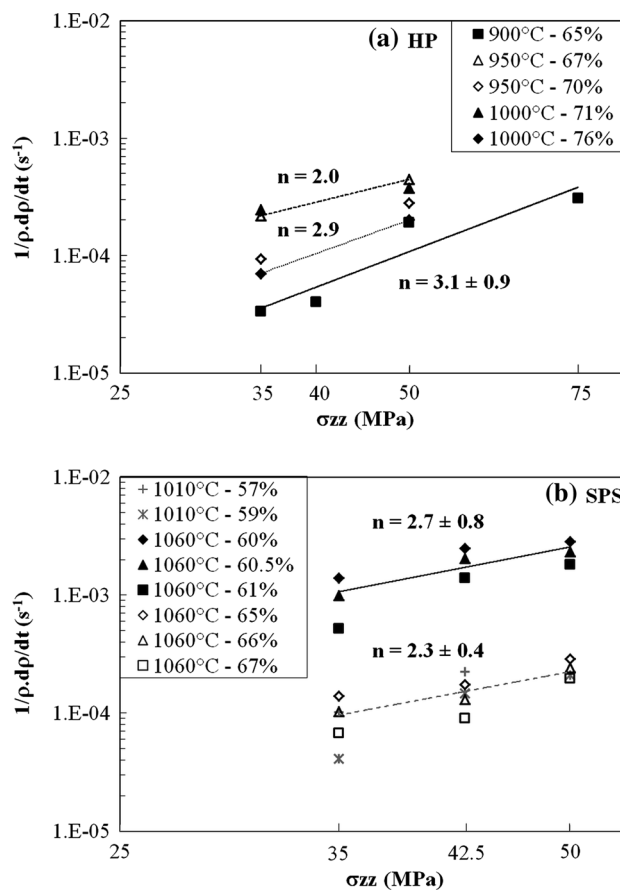 (a) HP
1.E-02
1.E-03
1.E-04
1.E-05
1/ρ.dρ/dt (s-1)
900°C - 65%
950°C - 67%
950°C - 70%
1000°C - 71%
1000°C - 76%
n = 2.0
n = 2.9
n = 3.1 ± 0.9
25 35 40 50 75
σzz (MPa)
(b) SPS
1.E-02
1.E-03
1.E-04
1.E-05
1/ρ.dρ/dt (s-1)
1010°C - 57%
1010°C - 59%
1060°C - 60%
1060°C - 60.5%
1060°C - 61%
1060°C - 65%
1060°C - 66%
1060°C - 67%
n = 2.7 ± 0.8
n = 2.3 ± 0.4
25 35 42.5 50
σzz (MPa)